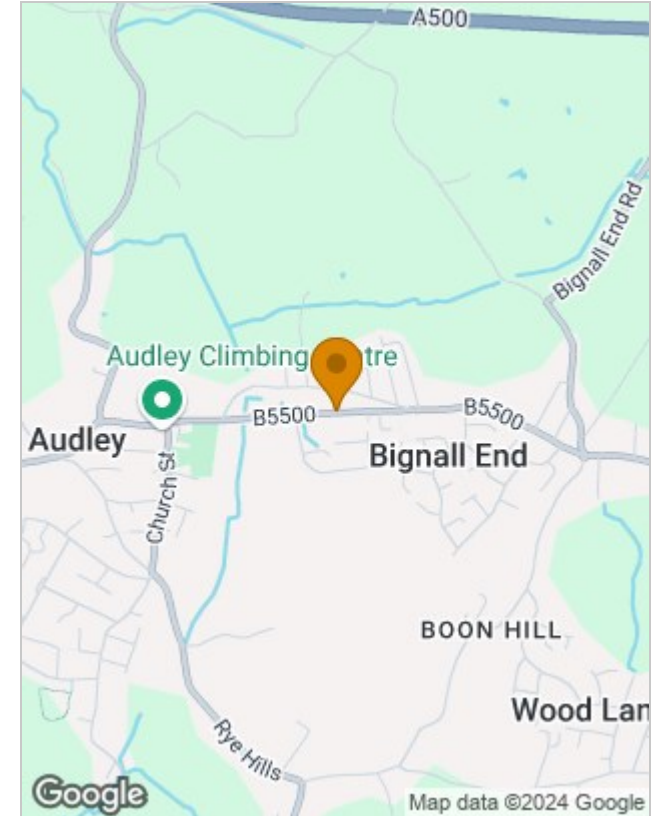 A500
Bignall End Rd
Audley Climbing
tre
B5500
B5500
Audley
Bignall End
Church St
BOON HILL
Wood Lan
Rye Hills
Google
Map data ©2024 Google